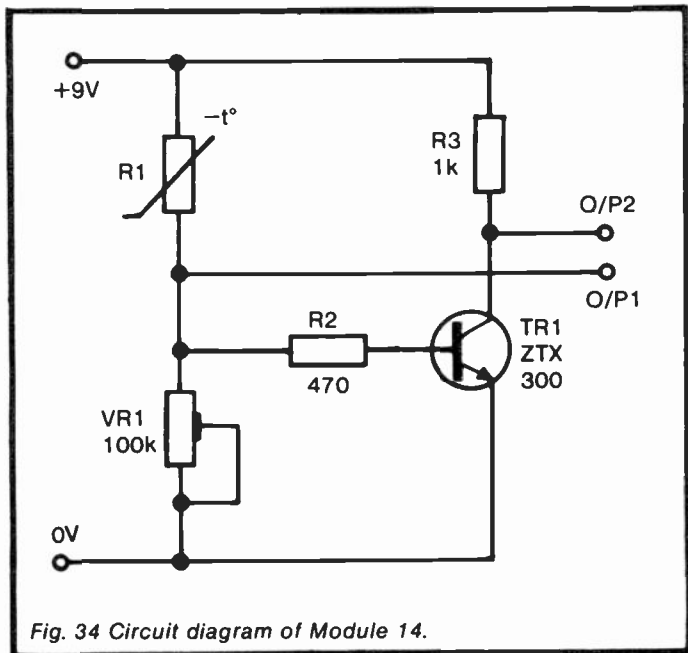 +9V
−t°
R1
R3
1k
O/P2
O/P1
R2
470
TR1
ZTX
300
VR1
100k
0V
Fig. 34 Circuit diagram of Module 14.